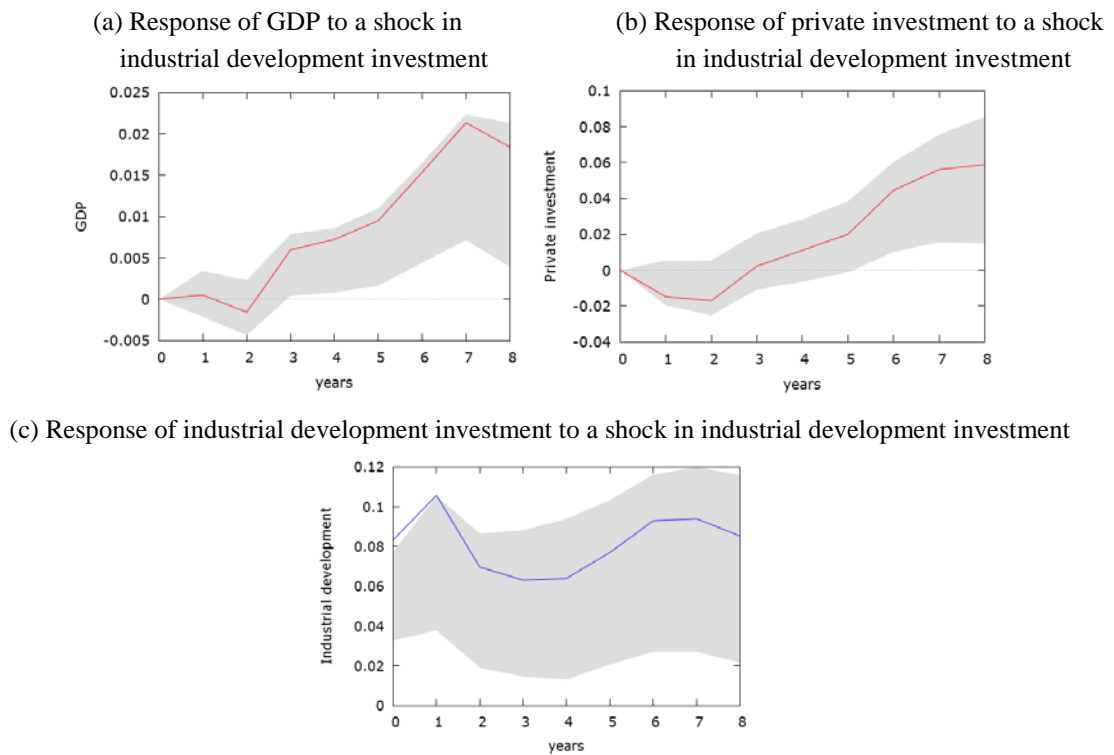 (a) Response of GDP to a shock in
industrial development investment
0.025
0.02
0.015
0.01
0.005
0
-0.005
GDP
0 1 2 3 4 5 6 7 8
years
(b) Response of private investment to a shock
in industrial development investment
0.1
0.08
0.06
0.04
0.02
0
-0.02
-0.04
Private investment
0 1 2 3 4 5 6 7 8
years
(c) Response of industrial development investment to a shock in industrial development investment
0.12
0.1
0.08
0.06
0.04
0.02
0
Industrial development
0 1 2 3 4 5 6 7 8
years